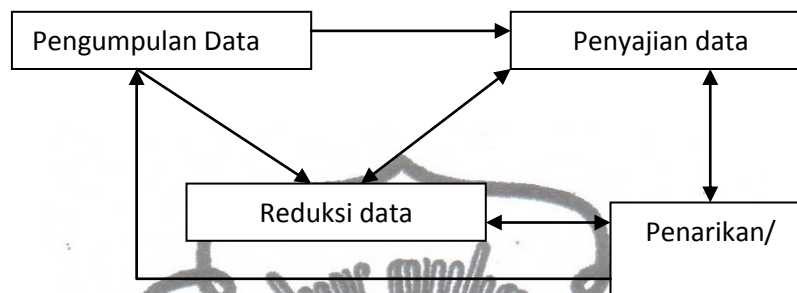 Pengumpulan Data
Penyajian data
Reduksi data
Penarikan/